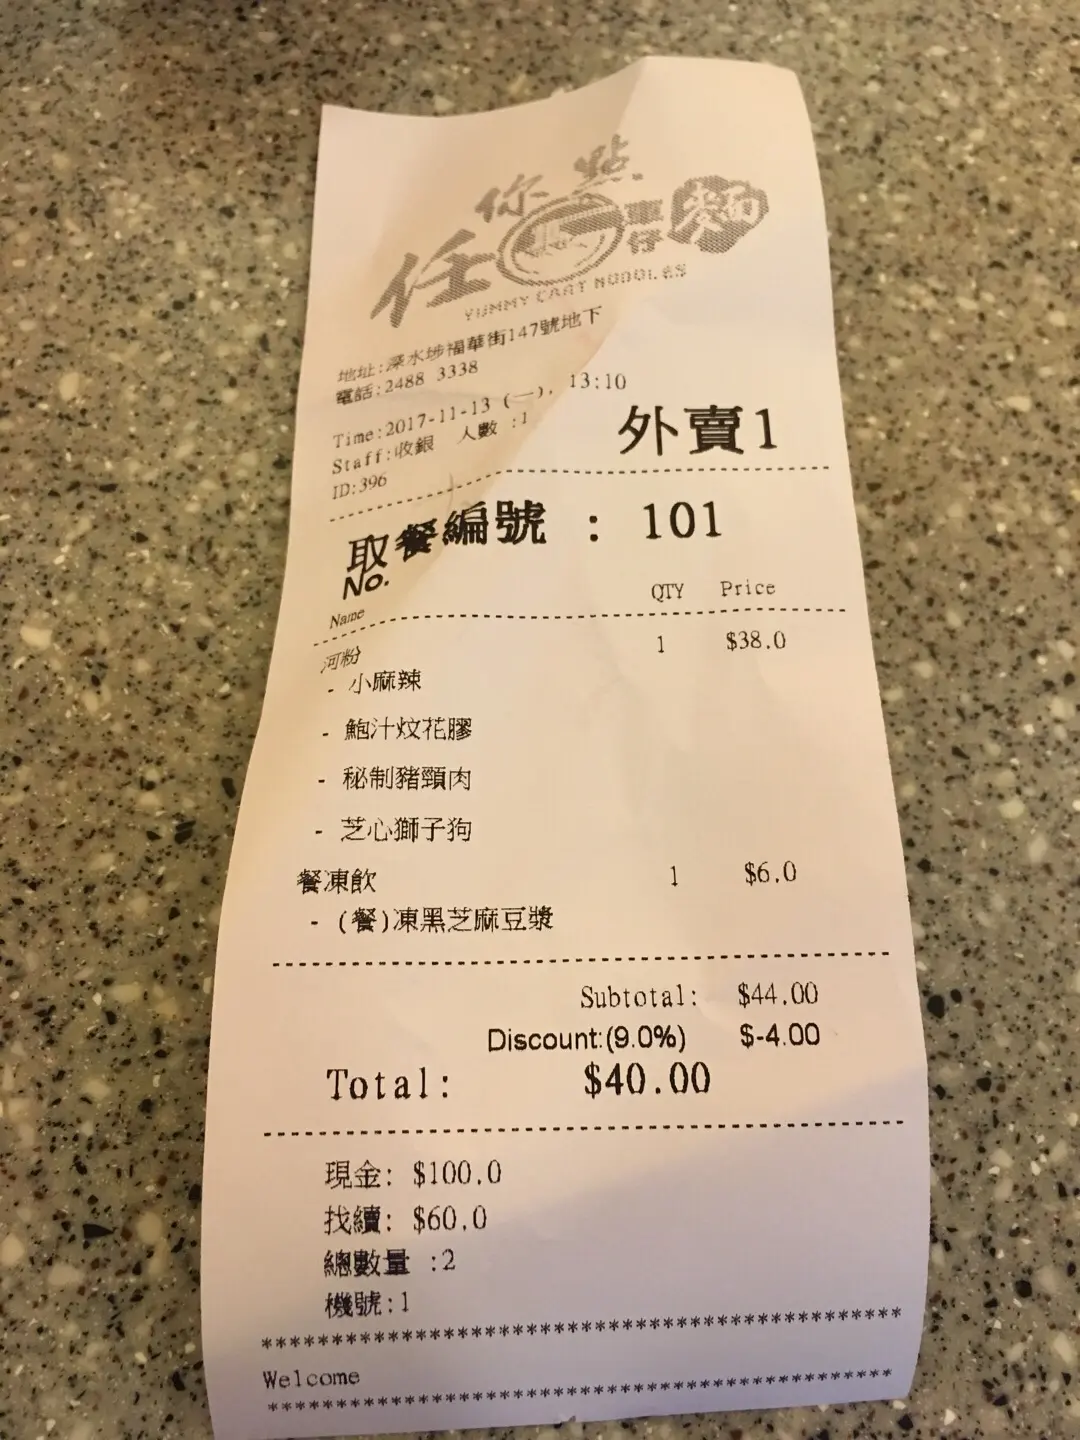 任你點車仔麵
YUMMY CART NOODLES
地址:深水埗福華街147號地下
電話:2488 3338
Time:2017-11-13 (一), 13:10
Staff:收銀 人數 :1
外賣1
ID:396
取餐編號 : 101
No.
Name QTY Price
河粉 1 $38.0
- 小麻辣
- 鮑汁炆花膠
- 秘制豬頸肉
- 芝心獅子狗
餐凍飲 1 $6.0
- (餐)凍黑芝麻豆漿
Subtotal: $44.00
Discount:(9.0%) $-4.00
Total: $40.00
現金: $100.0
找續: $60.0
總數量 :2
機號:1
Welcome